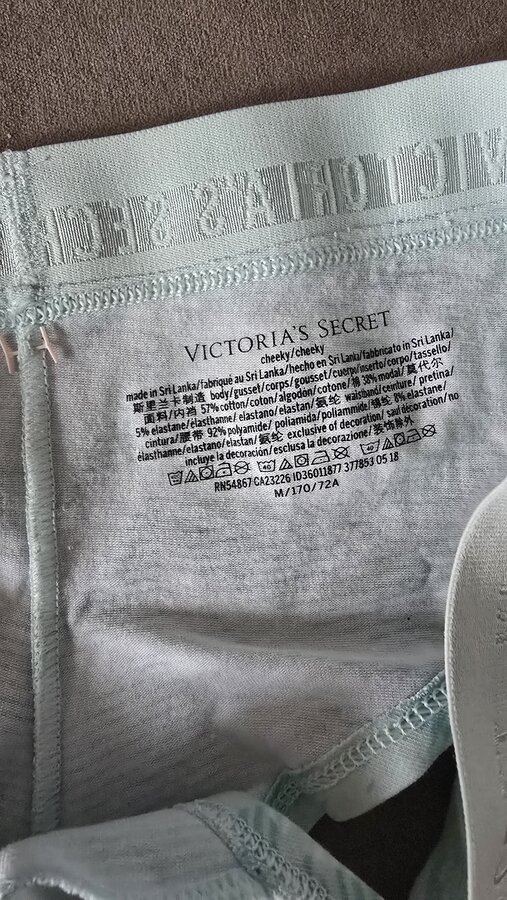 VICTORIA'S SECRET
VICTORIA'S SECRET
cheeky/cheeky
made in Sri Lanka/fabriqué au Sri Lanka/hecho en Sri Lanka/fabbricato in Sri Lanka/
斯里兰卡制造 body/gusset/corps/gousset/cuerpo/inserto/corpo/tassello/
面料/内裆 57% cotton/coton/algodón/cotone/棉 38% modal/莫代尔
5% elastane/élasthanne/elastano/elastan/氨纶 waistband/ceinture/pretina/
cintura/腰带 92% polyamide/poliamida/poliammide/锦纶 8% elastane/
élasthanne/elastano/elastan/氨纶 exclusive of decoration/sauf décoration/no
incluye la decoración/esclusa la decorazione/装饰除外
RN54867 CA23226 ID36011877 377853 05 18
M/170/72A